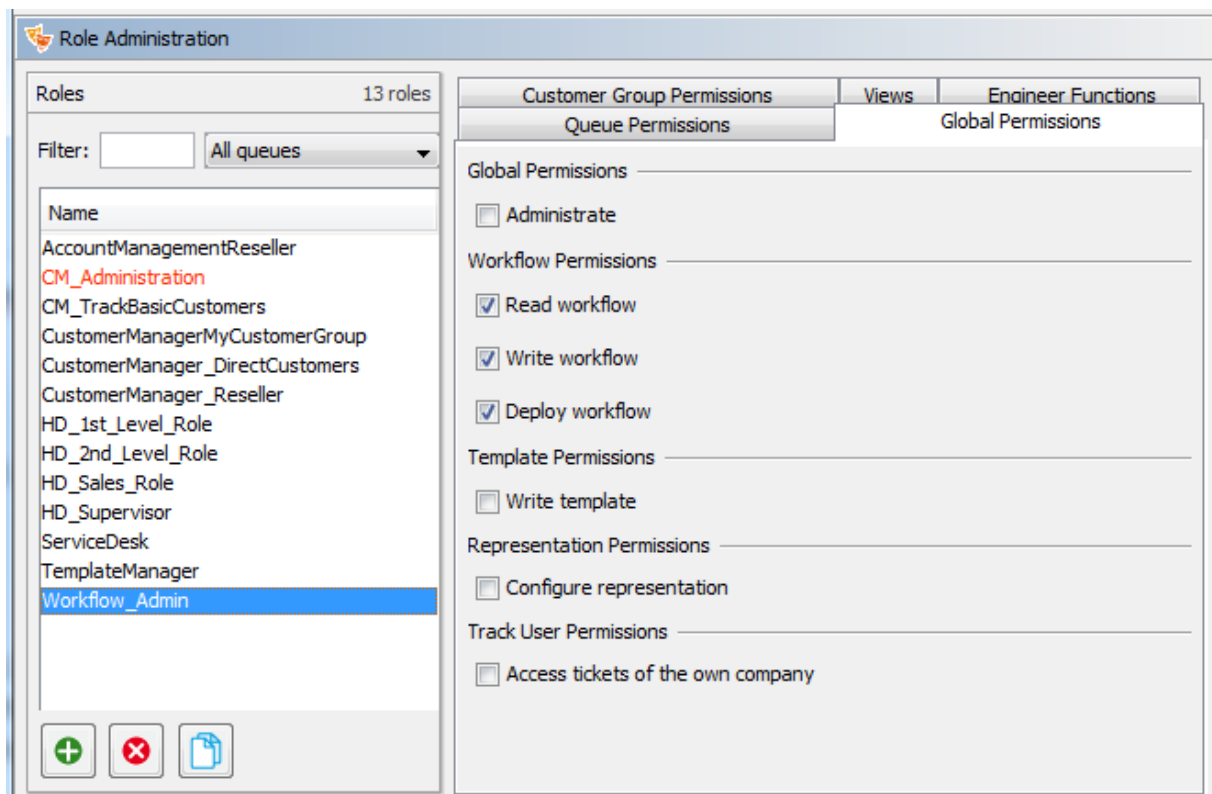 Role Administration
Roles 13 roles
Filter: All queues
Name
AccountManagementReseller
CM_Administration
CM_TrackBasicCustomers
CustomerManagerMyCustomerGroup
CustomerManager_DirectCustomers
CustomerManager_Reseller
HD_1st_Level_Role
HD_2nd_Level_Role
HD_Sales_Role
HD_Supervisor
ServiceDesk
TemplateManager
Workflow_Admin
Customer Group Permissions Views Engineer Functions
Queue Permissions Global Permissions
Global Permissions
Administrate
Workflow Permissions
Read workflow
Write workflow
Deploy workflow
Template Permissions
Write template
Representation Permissions
Configure representation
Track User Permissions
Access tickets of the own company